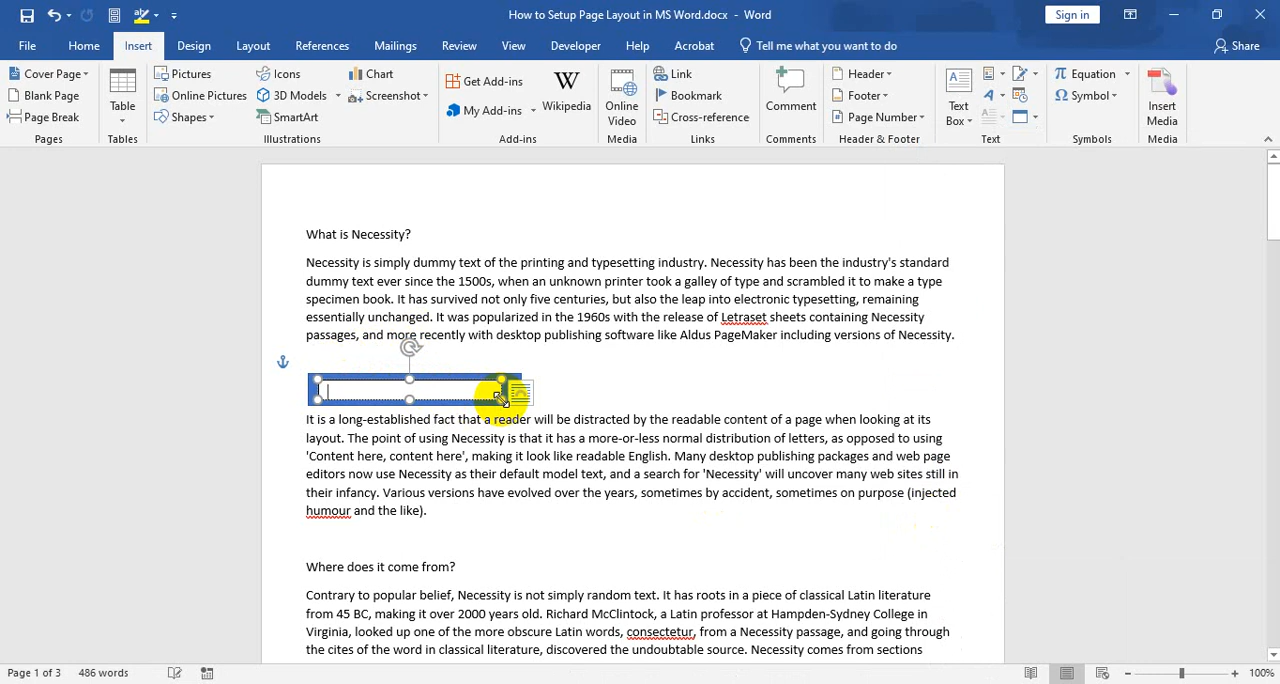 How to Setup Page Layout in MS Word.docx - Word
Sign in
File Home Insert Design Layout References Mailings Review View Developer Help Acrobat Tell me what you want to do Share
Cover Page
Blank Page
Page Break
Pages
Table
Tables
Pictures
Online Pictures
Shapes
Icons
3D Models
SmartArt
Chart
Screenshot
Illustrations
Get Add-ins
My Add-ins
W
Wikipedia
Add-ins
Online
Video
Media
Link
Bookmark
Cross-reference
Links
Comment
Comments
Header
Footer
Page Number
Header & Footer
Text
Box
Text
Equation
Symbol
Symbols
Insert
Media
Media
What is Necessity?
Necessity is simply dummy text of the printing and typesetting industry. Necessity has been the industry's standard
dummy text ever since the 1500s, when an unknown printer took a galley of type and scrambled it to make a type
specimen book. It has survived not only five centuries, but also the leap into electronic typesetting, remaining
essentially unchanged. It was popularized in the 1960s with the release of Letraset sheets containing Necessity
passages, and more recently with desktop publishing software like Aldus PageMaker including versions of Necessity.
It is a long-established fact that a reader will be distracted by the readable content of a page when looking at its
layout. The point of using Necessity is that it has a more-or-less normal distribution of letters, as opposed to using
'Content here, content here', making it look like readable English. Many desktop publishing packages and web page
editors now use Necessity as their default model text, and a search for 'Necessity' will uncover many web sites still in
their infancy. Various versions have evolved over the years, sometimes by accident, sometimes on purpose (injected
humour and the like).
Where does it come from?
Contrary to popular belief, Necessity is not simply random text. It has roots in a piece of classical Latin literature
from 45 BC, making it over 2000 years old. Richard McClintock, a Latin professor at Hampden-Sydney College in
Virginia, looked up one of the more obscure Latin words, consectetur, from a Necessity passage, and going through
the cites of the word in classical literature, discovered the undoubtable source. Necessity comes from sections
Page 1 of 3 486 words
100%